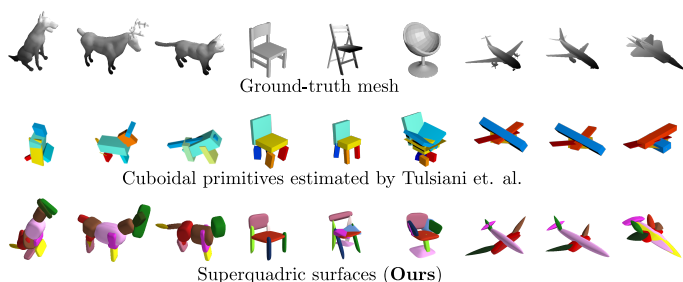 Ground-truth mesh
Cuboidal primitives estimated by Tulsiani et. al.
Superquadric surfaces (Ours)